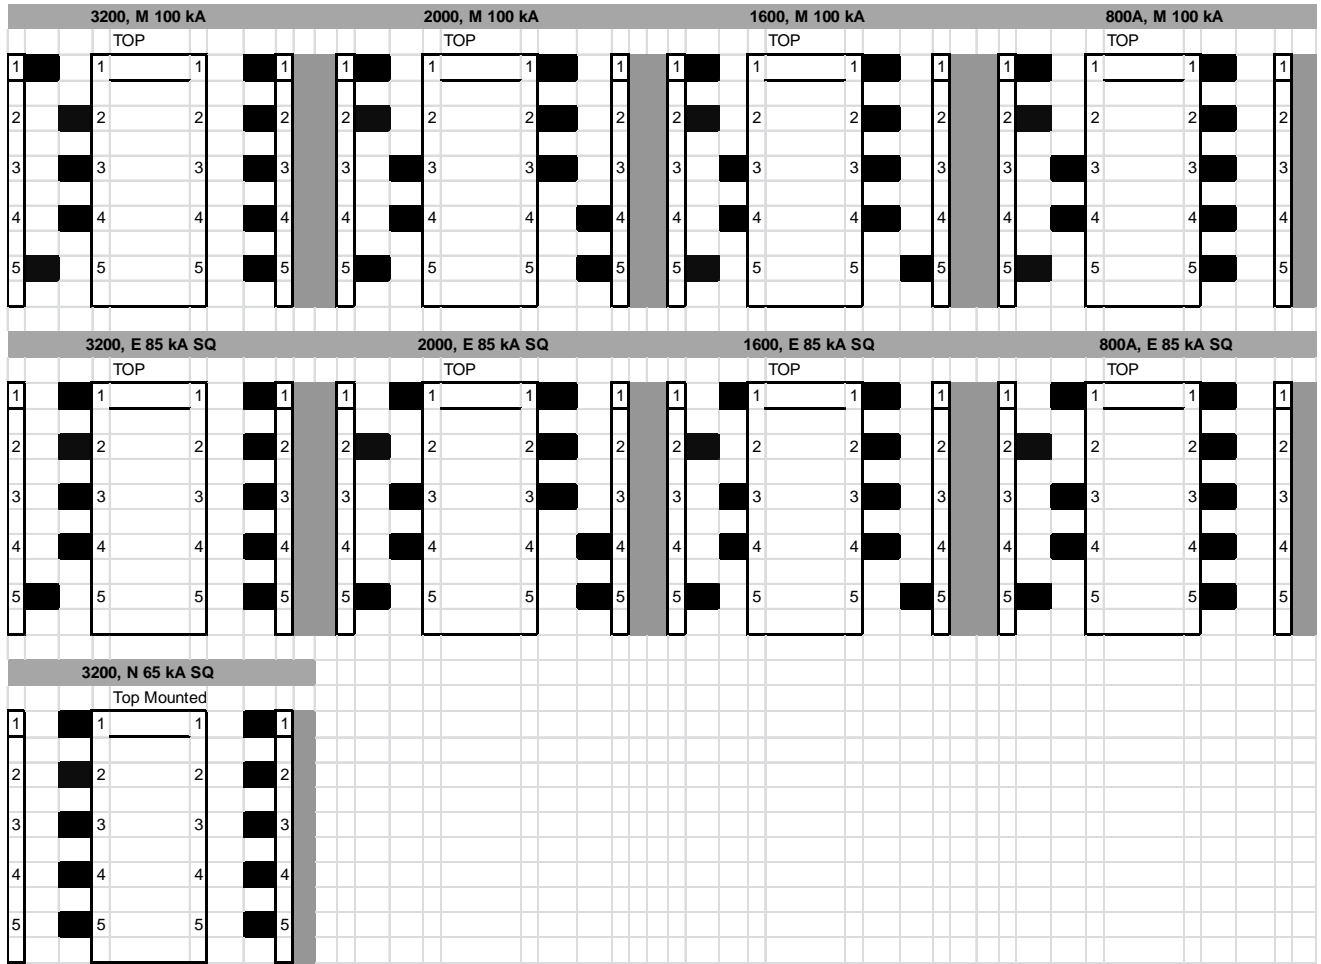 3200, M 100 kA 2000, M 100 kA 1600, M 100 kA 800A, M 100 kA
TOP TOP TOP TOP
1 1 1 1 1 1 1 1 1 1 1 1 1 1 1 1
2 2 2 2 2 2 2 2 2 2 2 2 2 2 2 2
3 3 3 3 3 3 3 3 3 3 3 3 3 3 3 3
4 4 4 4 4 4 4 4 4 4 4 4 4 4 4 4
5 5 5 5 5 5 5 5 5 5 5 5 5 5 5 5
3200, E 85 kA SQ 2000, E 85 kA SQ 1600, E 85 kA SQ 800A, E 85 kA SQ
TOP TOP TOP TOP
1 1 1 1 1 1 1 1 1 1 1 1 1 1 1 1
2 2 2 2 2 2 2 2 2 2 2 2 2 2 2 2
3 3 3 3 3 3 3 3 3 3 3 3 3 3 3 3
4 4 4 4 4 4 4 4 4 4 4 4 4 4 4 4
5 5 5 5 5 5 5 5 5 5 5 5 5 5 5 5
3200, N 65 kA SQ
Top Mounted
1 1 1 1
2 2 2 2
3 3 3 3
4 4 4 4
5 5 5 5